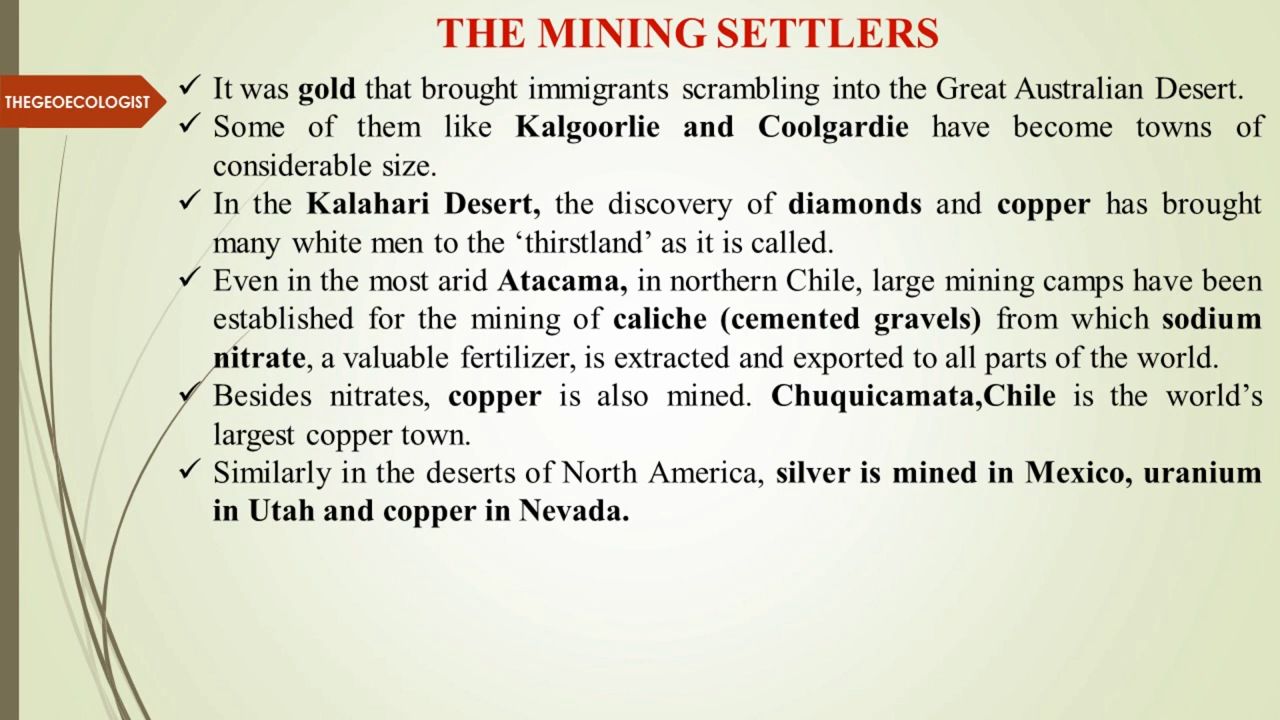 THE MINING SETTLERS
THEGEOECOLOGIST
✓ It was gold that brought immigrants scrambling into the Great Australian Desert.
✓ Some of them like Kalgoorlie and Coolgardie have become towns of
considerable size.
✓ In the Kalahari Desert, the discovery of diamonds and copper has brought
many white men to the ‘thirstland’ as it is called.
✓ Even in the most arid Atacama, in northern Chile, large mining camps have been
established for the mining of caliche (cemented gravels) from which sodium
nitrate, a valuable fertilizer, is extracted and exported to all parts of the world.
✓ Besides nitrates, copper is also mined. Chuquicamata,Chile is the world’s
largest copper town.
✓ Similarly in the deserts of North America, silver is mined in Mexico, uranium
in Utah and copper in Nevada.